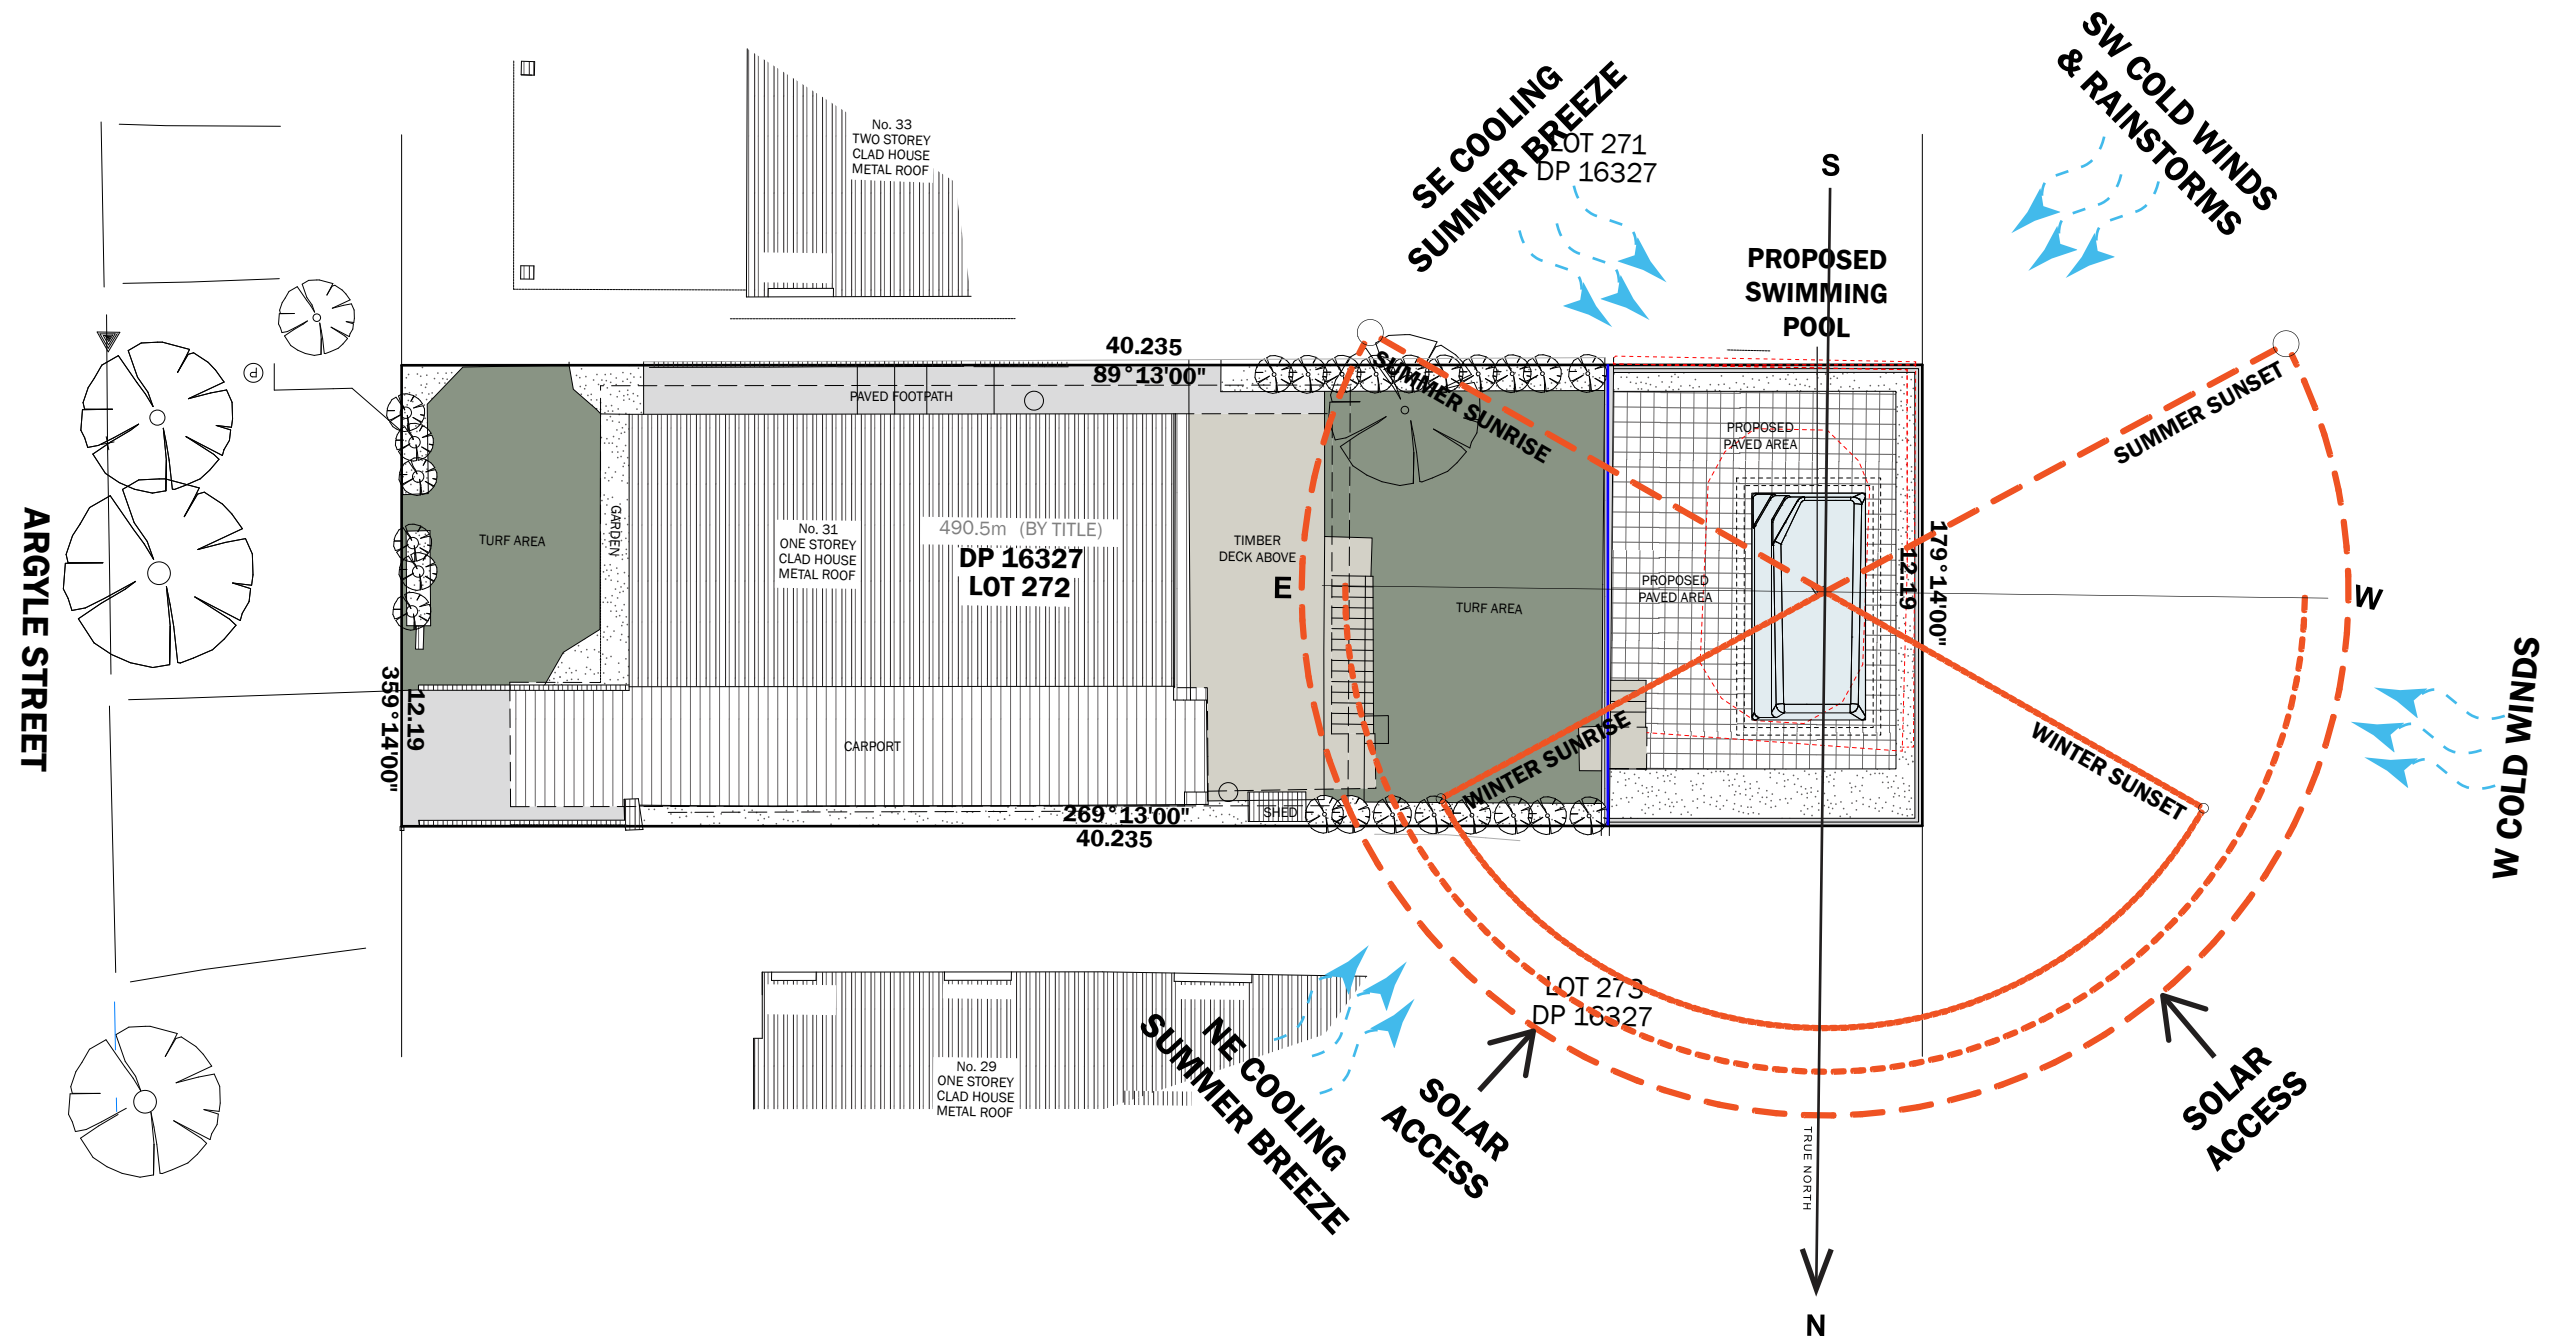 SW COLD WINDS
& RAINSTORMS
SE COOLING
SUMMER BREEZE
LOT 271
DP 16327
No. 33
TWO STOREY
CLAD HOUSE
METAL ROOF
S
PROPOSED
SWIMMING
POOL
40.235
89°13'00"
SUMMER SUNRISE
SUMMER SUNSET
P
PAVED FOOTPATH
PROPOSED
PAVED AREA
ARGYLE STREET
TURF AREA
GARDEN
No. 31
ONE STOREY
CLAD HOUSE
METAL ROOF
490.5m (BY TITLE)
DP 16327
LOT 272
TIMBER
DECK ABOVE
E
TURF AREA
PROPOSED
PAVED AREA
12.19
179°14'00"
W
359°14'00"
12.19
CARPORT
WINTER SUNRISE
WINTER SUNSET
W COLD WINDS
269°13'00"
40.235
SHED
LOT 273
DP 16327
NE COOLING
SUMMER BREEZE
SOLAR
ACCESS
SOLAR
ACCESS
No. 29
ONE STOREY
CLAD HOUSE
METAL ROOF
TRUE NORTH
N